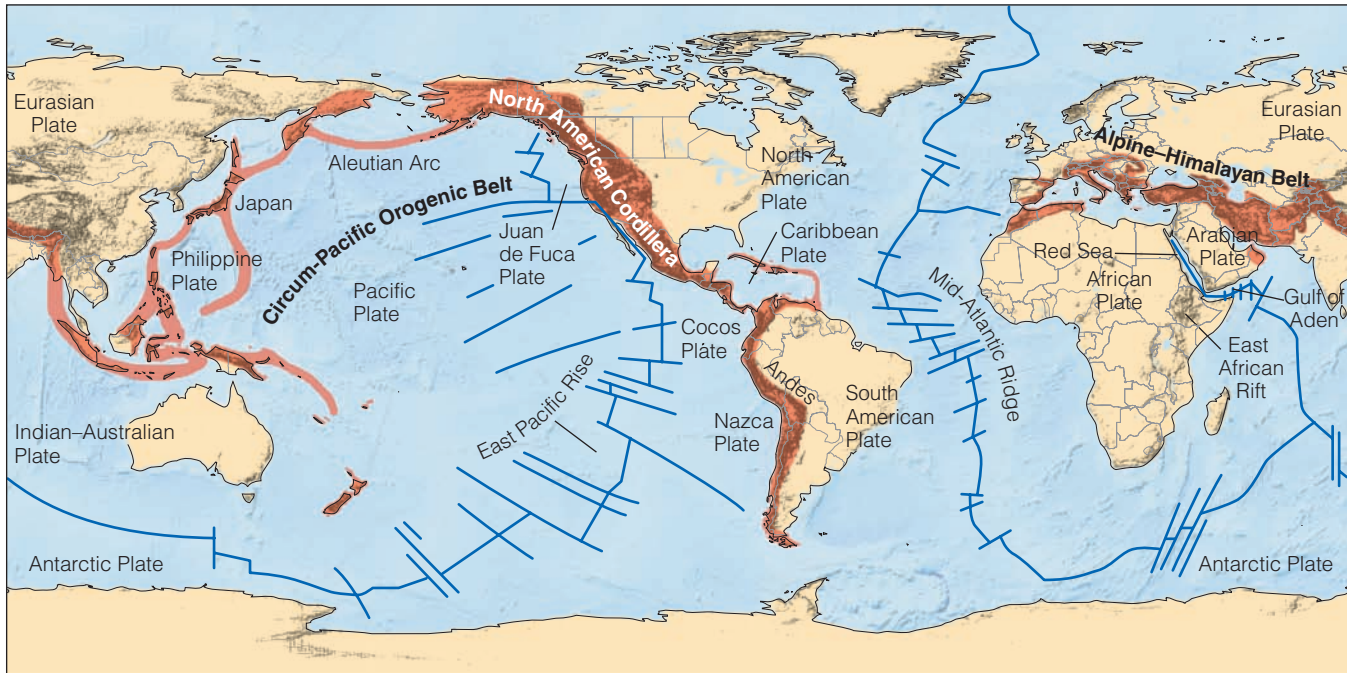 Eurasian
Plate
Aleutian Arc
Japan
Philippine
Plate
Circum-Pacific Orogenic Belt
Pacific
Plate
Indian–Australian
Plate
Antarctic Plate
North American Cordillera
Juan
de Fuca
Plate
North
American
Plate
Caribbean
Plate
Cocos
Plate
East Pacific Rise
Nazca
Plate
Andes
South
American
Plate
Mid-Atlantic Ridge
Eurasian
Plate
Alpine–Himalayan Belt
Red Sea
Arabian
Plate
African
Plate
Gulf of
Aden
East
African
Rift
Antarctic Plate